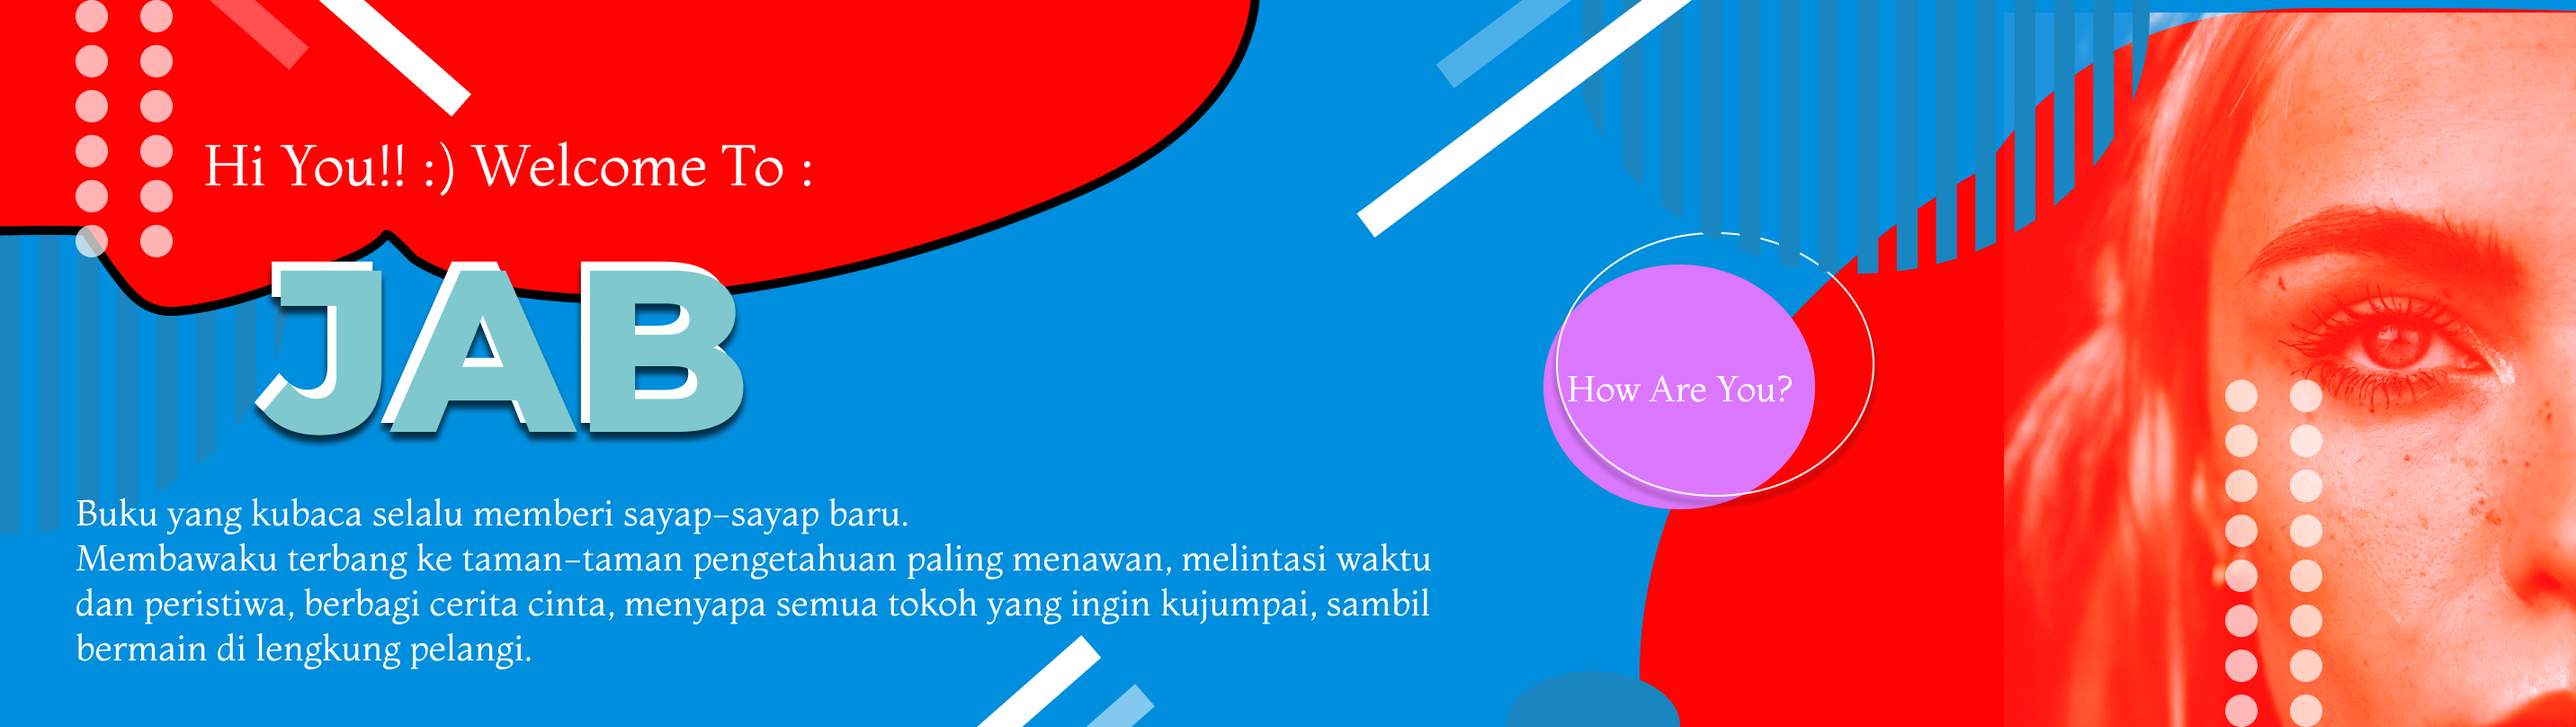 Hi You!! :) Welcome To :
JAB
How Are You?
Buku yang kubaca selalu memberi sayap-sayap baru.
Membawaku terbang ke taman-taman pengetahuan paling menawan, melintasi waktu
dan peristiwa, berbagi cerita cinta, menyapa semua tokoh yang ingin kujumpai, sambil
bermain di lengkung pelangi.